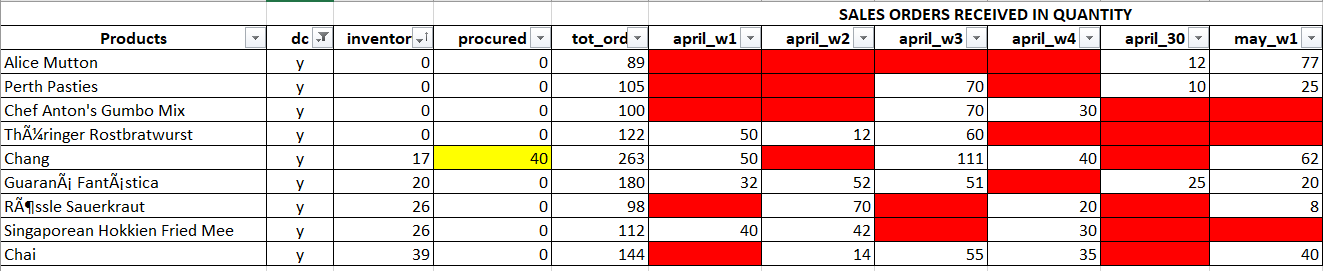 SALES ORDERS RECEIVED IN QUANTITY
Products dc inventor procured tot_ord april_w1 april_w2 april_w3 april_w4 april_30 may_w1
Alice Mutton y 0 0 89 12 77
Perth Pasties y 0 0 105 70 10 25
Chef Anton's Gumbo Mix y 0 0 100 70 30
ThÃ¼ringer Rostbratwurst y 0 0 122 50 12 60
Chang y 17 40 263 50 111 40 62
GuaranÃ¡ FantÃ¡stica y 20 0 180 32 52 51 25 20
RÃ¶ssle Sauerkraut y 26 0 98 70 20 8
Singaporean Hokkien Fried Mee y 26 0 112 40 42 30
Chai y 39 0 144 14 55 35 40